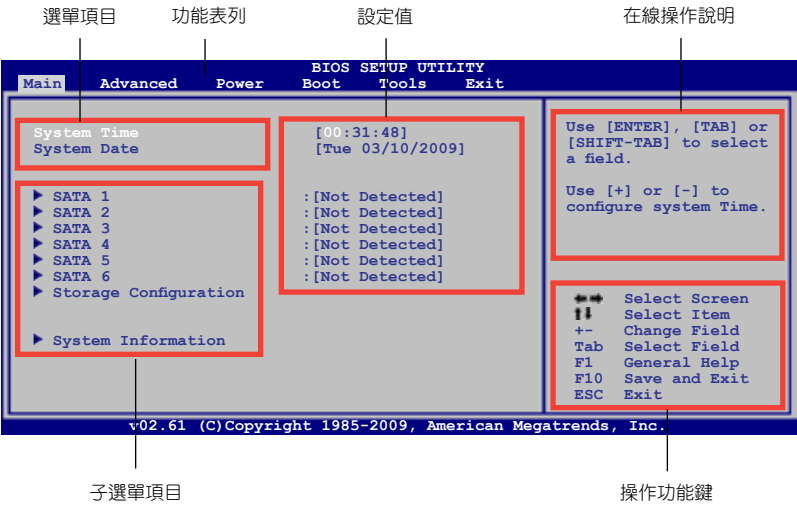 選單項目 功能表列 設定值 在線操作說明
BIOS SETUP UTILITY
Main Advanced Power Boot Tools Exit
System Time [00:31:48]
System Date [Tue 03/10/2009]
SATA 1 :[Not Detected]
SATA 2 :[Not Detected]
SATA 3 :[Not Detected]
SATA 4 :[Not Detected]
SATA 5 :[Not Detected]
SATA 6 :[Not Detected]
Storage Configuration
System Information
Use [ENTER], [TAB] or
[SHIFT-TAB] to select
a field.
Use [+] or [-] to
configure system Time.
←→ Select Screen
↑↓ Select Item
+- Change Field
Tab Select Field
F1 General Help
F10 Save and Exit
ESC Exit
v02.61 (C)Copyright 1985-2009, American Megatrends, Inc.
子選單項目 操作功能鍵